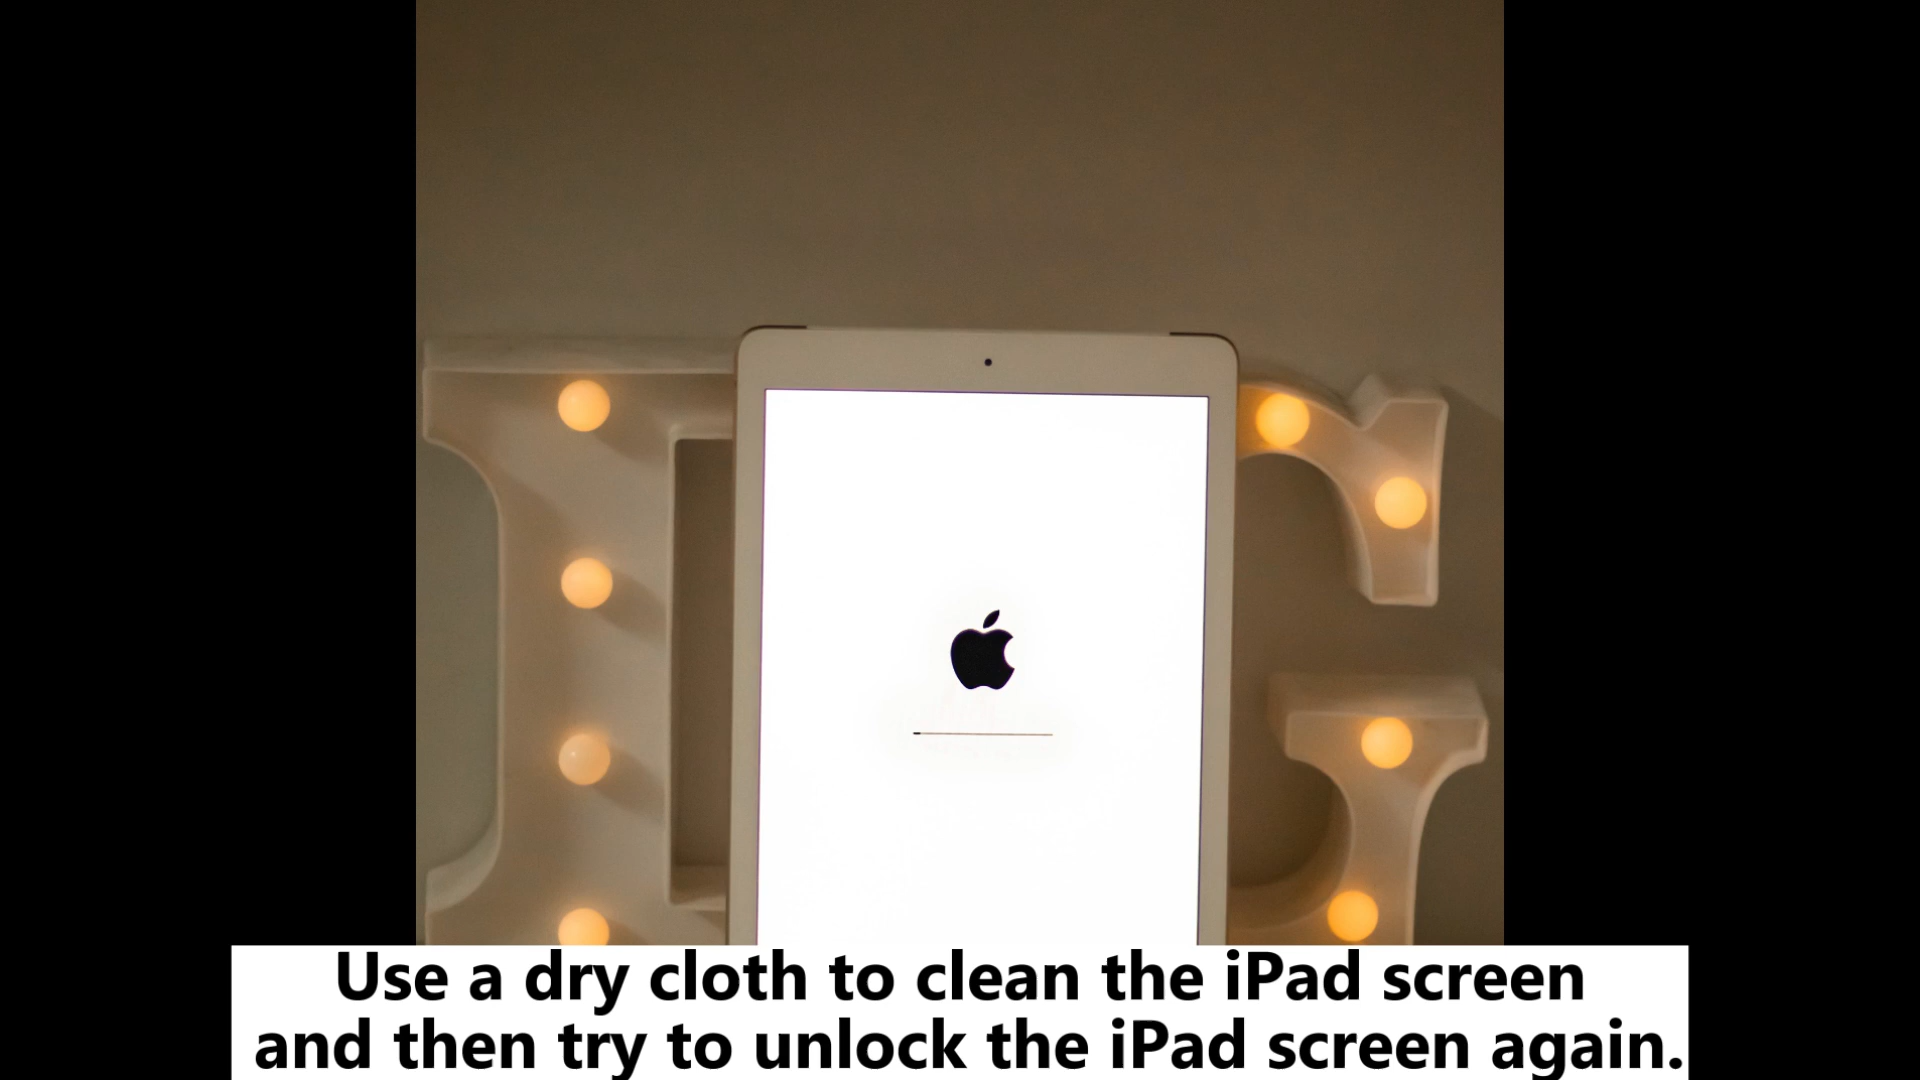 Use a dry cloth to clean the iPad screen
and then try to unlock the iPad screen again.